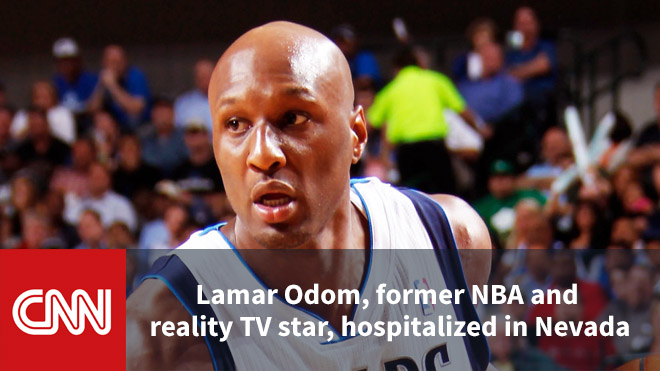 CNN
Lamar Odom, former NBA and
reality TV star, hospitalized in Nevada